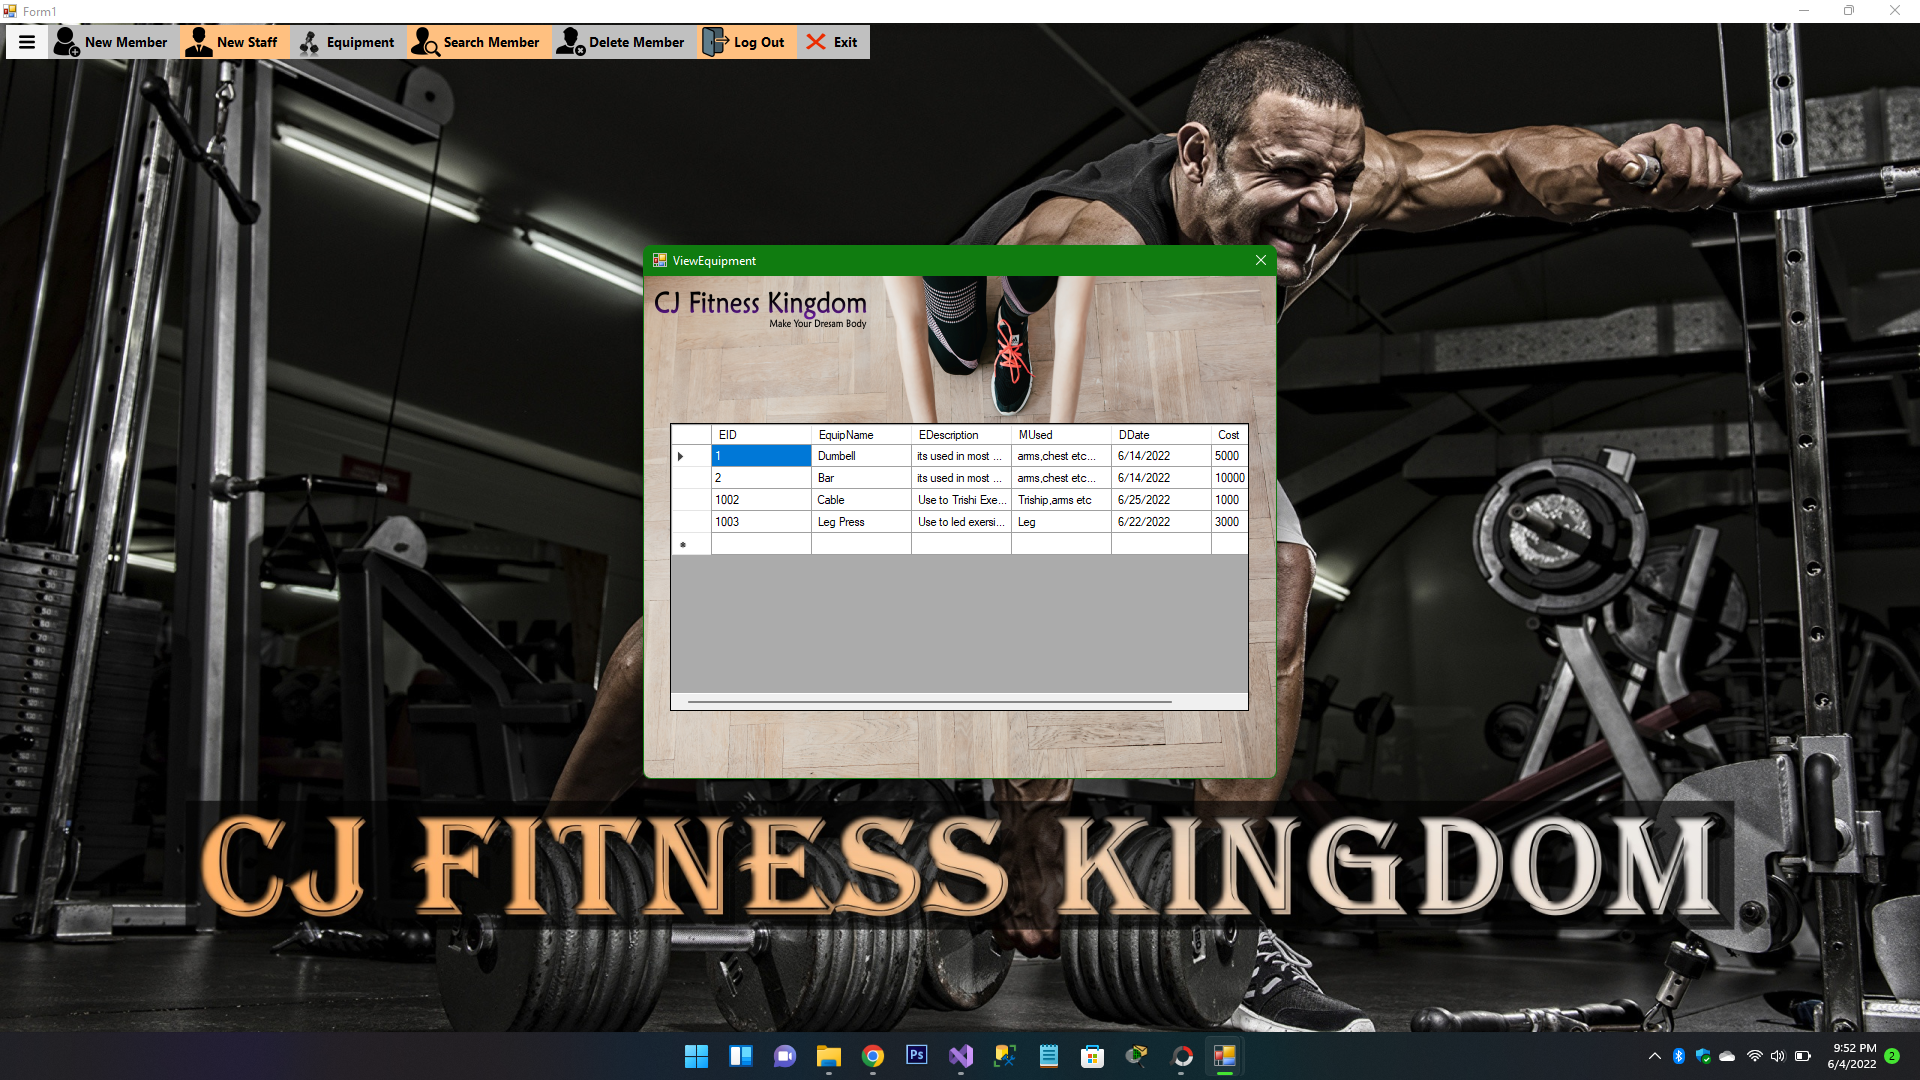 Form1
New Member New Staff Equipment Search Member Delete Member Log Out Exit
ViewEquipment
CJ Fitness Kingdom
Make Your Dream Body
EID EquipName EDescription MUsed DDate Cost
1 Dumbell its used in most ... arms,chest etc... 6/14/2022 5000
2 Bar its used in most ... arms,chest etc... 6/14/2022 10000
1002 Cable Use to Trishi Exe... Triship,arms etc 6/25/2022 1000
1003 Leg Press Use to led exersi... Leg 6/22/2022 3000
CJ FITNESS KINGDOM
Ps
9:52 PM
6/4/2022
2